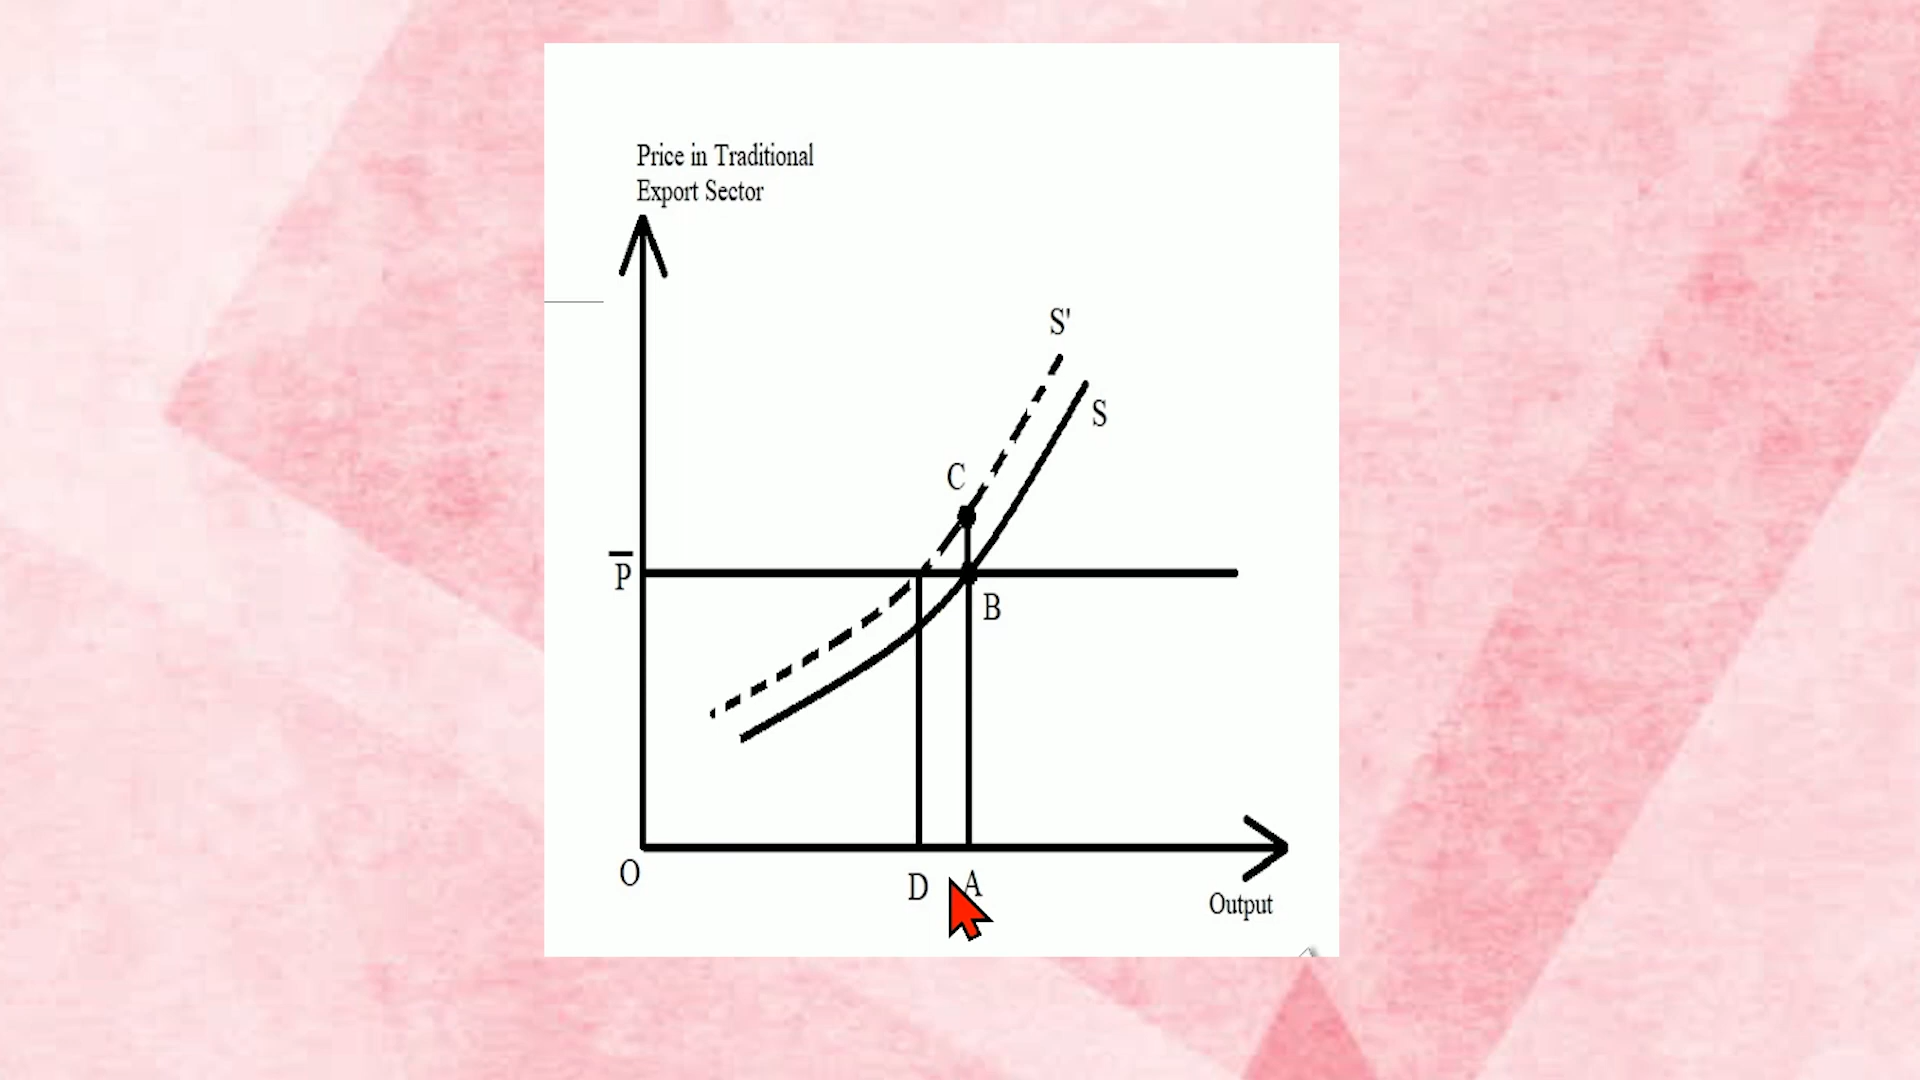 Price in Traditional
Export Sector
S'
S
C
P̅
B
O
D
A
Output